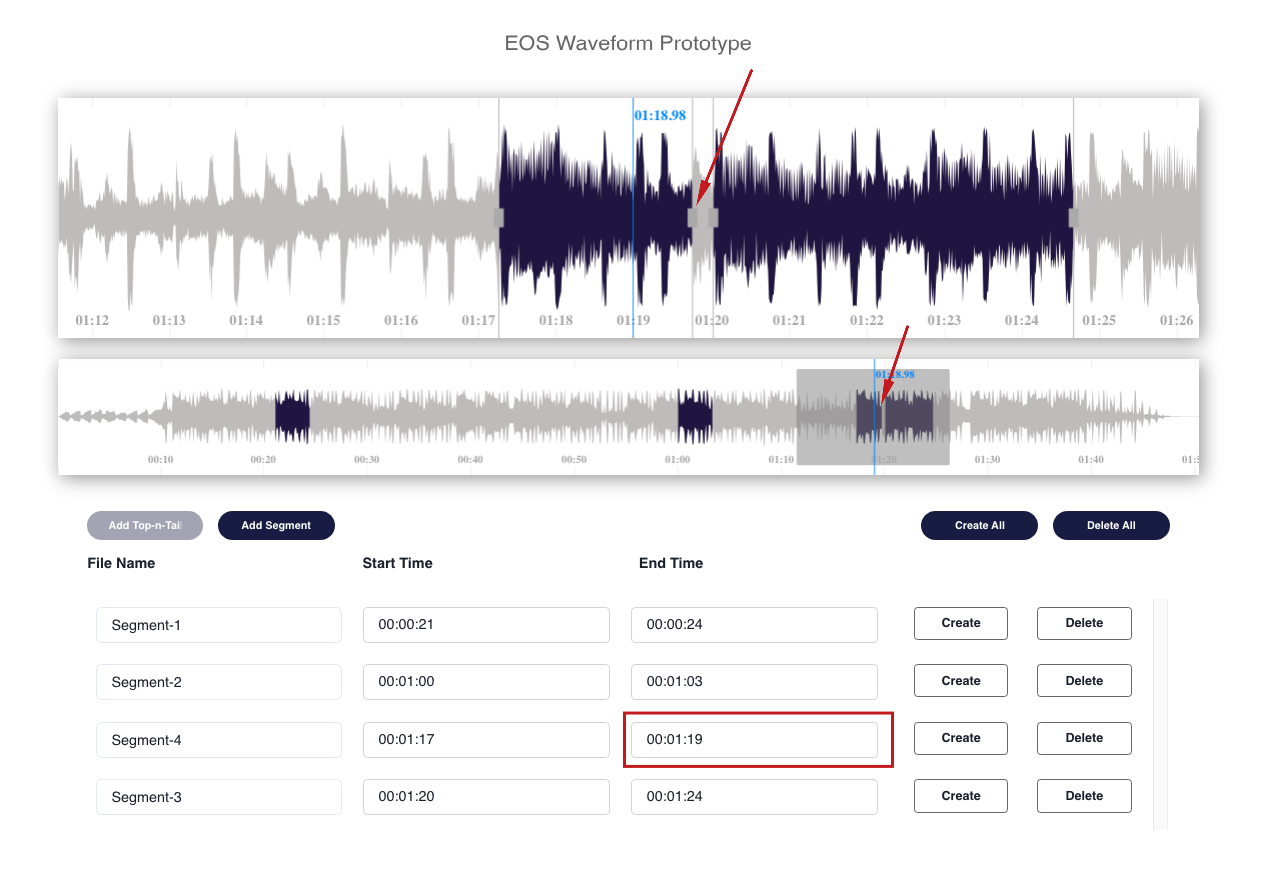 EOS Waveform Prototype
01:18.98
01:12 01:13 01:14 01:15 01:16 01:17 01:18 01:19 01:20 01:21 01:22 01:23 01:24 01:25 01:26
01:18.98
00:10 00:20 00:30 00:40 00:50 01:00 01:10 01:20 01:30 01:40
Add Top-n-Tail Add Segment Create All Delete All
File Name Start Time End Time
Segment-1 00:00:21 00:00:24 Create Delete
Segment-2 00:01:00 00:01:03 Create Delete
Segment-4 00:01:17 00:01:19 Create Delete
Segment-3 00:01:20 00:01:24 Create Delete